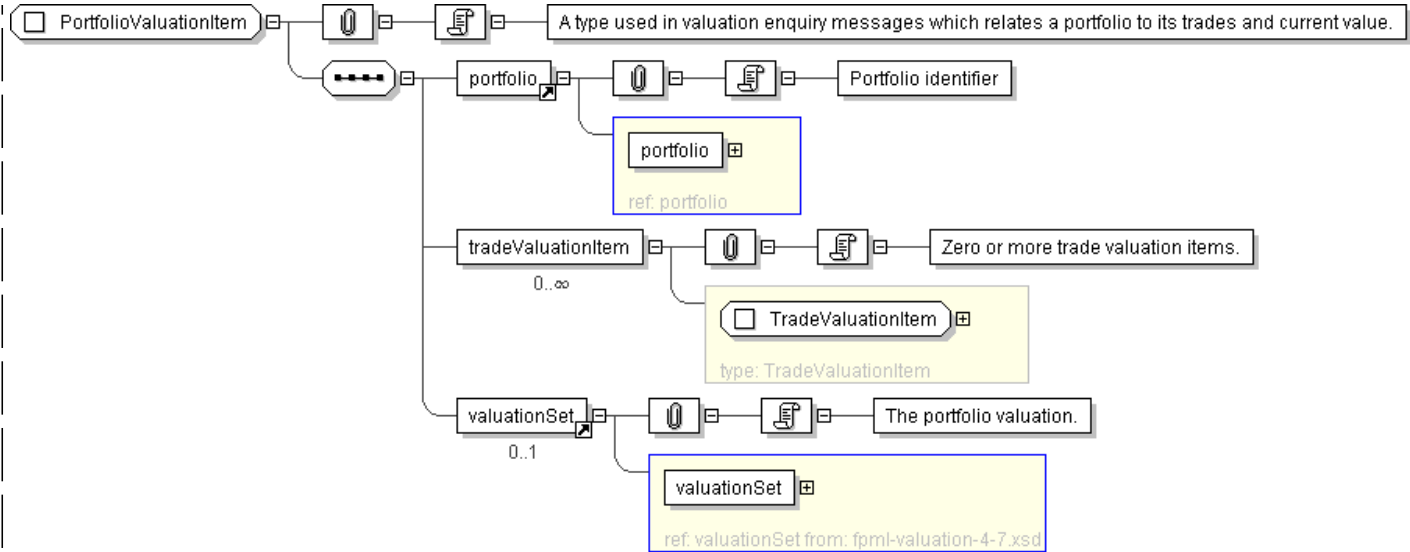 PortfolioValuationItem A type used in valuation enquiry messages which relates a portfolio to its trades and current value.
portfolio Portfolio identifier
portfolio
ref: portfolio
tradeValuationItem Zero or more trade valuation items.
0..∞
TradeValuationItem
type: TradeValuationItem
valuationSet The portfolio valuation.
0..1
valuationSet
ref: valuationSet from: fpml-valuation-4-7.xsd